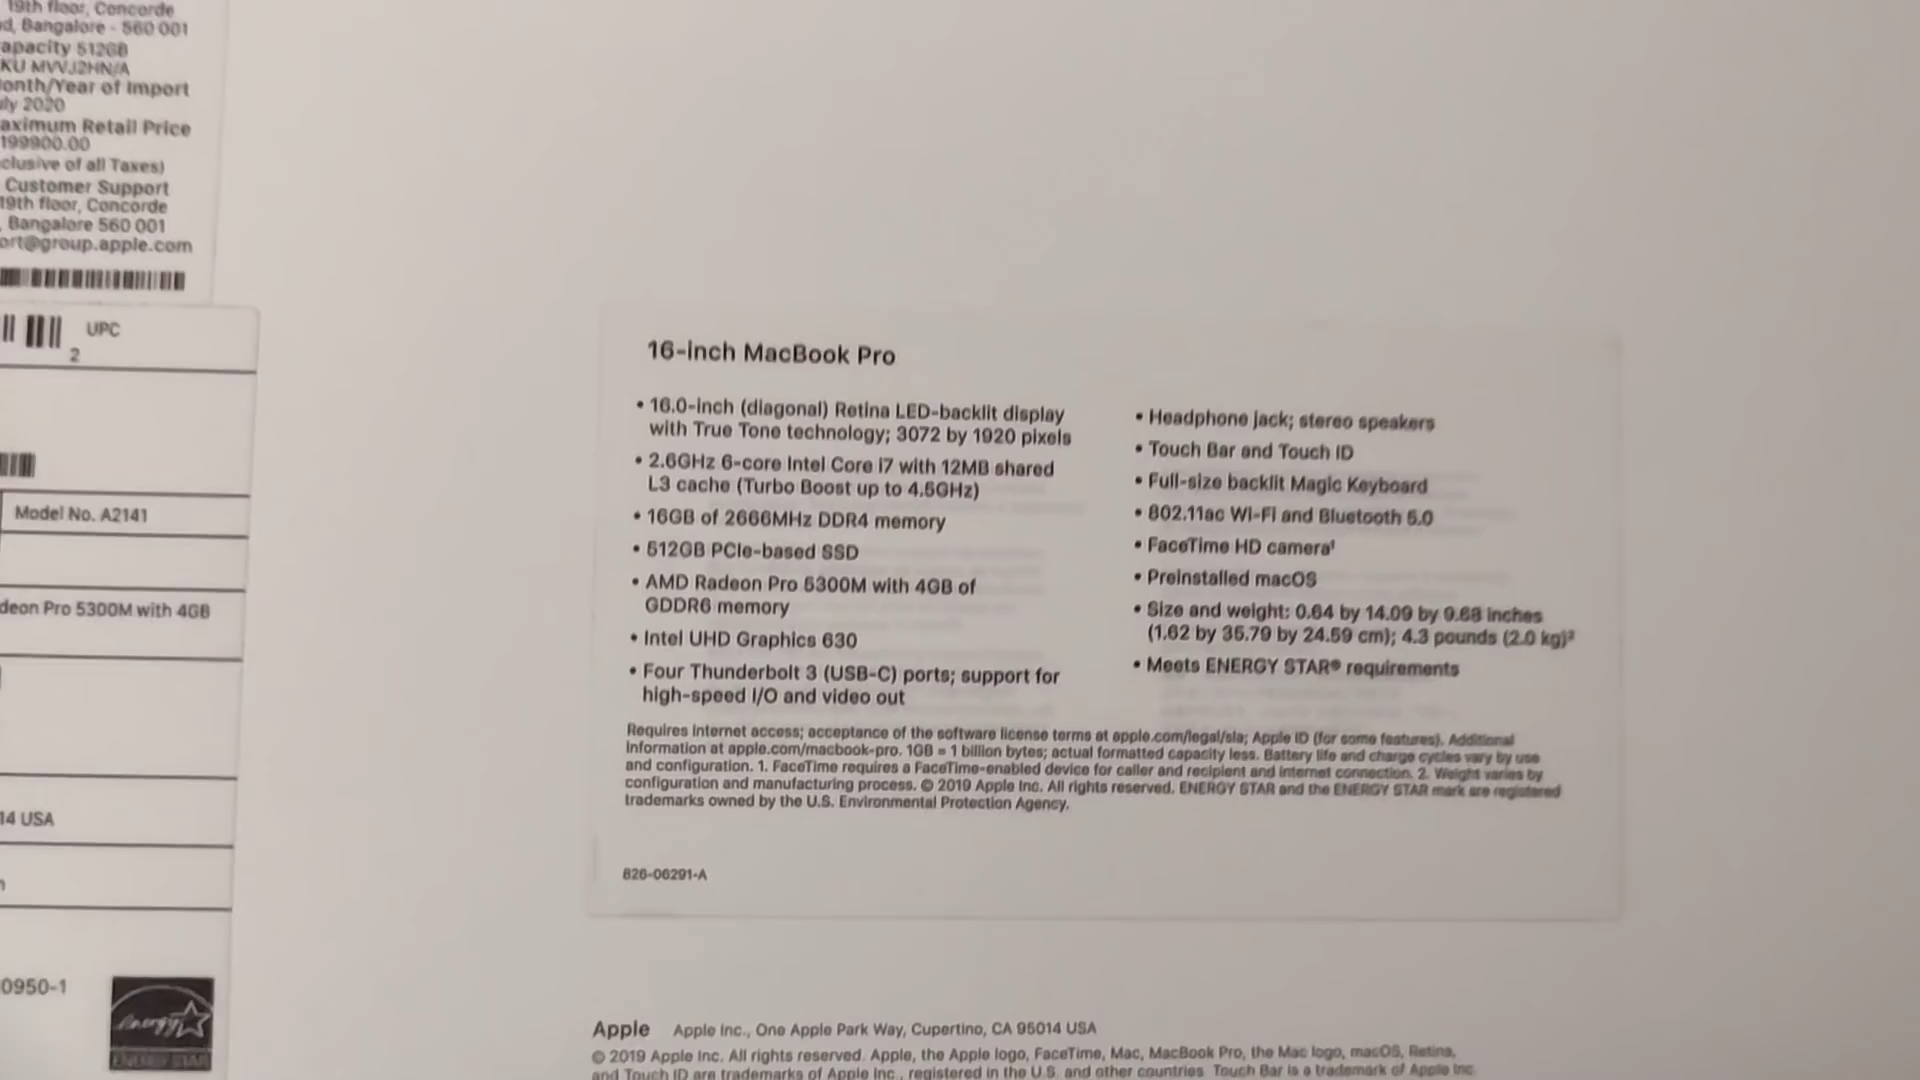 19th floor, Concorde
d, Bangalore - 560 001
apacity 512GB
KU MVVJ2HN/A
onth/Year of Import
uly 2020
aximum Retail Price
199900.00
clusive of all Taxes)
Customer Support
19th floor, Concorde
, Bangalore 560 001
ort@group.apple.com
UPC
2
Model No. A2141
deon Pro 5300M with 4GB
14 USA
0950-1
energy
ENERGY STAR
16-inch MacBook Pro
• 16.0-inch (diagonal) Retina LED-backlit display
with True Tone technology; 3072 by 1920 pixels
• 2.6GHz 6-core Intel Core i7 with 12MB shared
L3 cache (Turbo Boost up to 4.5GHz)
• 16GB of 2666MHz DDR4 memory
• 512GB PCIe-based SSD
• AMD Radeon Pro 5300M with 4GB of
GDDR6 memory
• Intel UHD Graphics 630
• Four Thunderbolt 3 (USB-C) ports; support for
high-speed I/O and video out
• Headphone jack; stereo speakers
• Touch Bar and Touch ID
• Full-size backlit Magic Keyboard
• 802.11ac Wi-Fi and Bluetooth 5.0
• FaceTime HD camera¹
• Preinstalled macOS
• Size and weight: 0.64 by 14.09 by 9.68 inches
(1.62 by 35.79 by 24.59 cm); 4.3 pounds (2.0 kg)²
• Meets ENERGY STAR® requirements
Requires Internet access; acceptance of the software license terms at apple.com/legal/sla; Apple ID (for some features). Additional
information at apple.com/macbook-pro. 1GB = 1 billion bytes; actual formatted capacity less. Battery life and charge cycles vary by use
and configuration. 1. FaceTime requires a FaceTime-enabled device for caller and recipient and Internet connection. 2. Weight varies by
configuration and manufacturing process. © 2019 Apple Inc. All rights reserved. ENERGY STAR and the ENERGY STAR mark are registered
trademarks owned by the U.S. Environmental Protection Agency.
826-06291-A
Apple Apple Inc., One Apple Park Way, Cupertino, CA 95014 USA
© 2019 Apple Inc. All rights reserved. Apple, the Apple logo, FaceTime, Mac, MacBook Pro, the Mac logo, macOS, Retina,
and Touch ID are trademarks of Apple Inc., registered in the U.S. and other countries. Touch Bar is a trademark of Apple Inc.